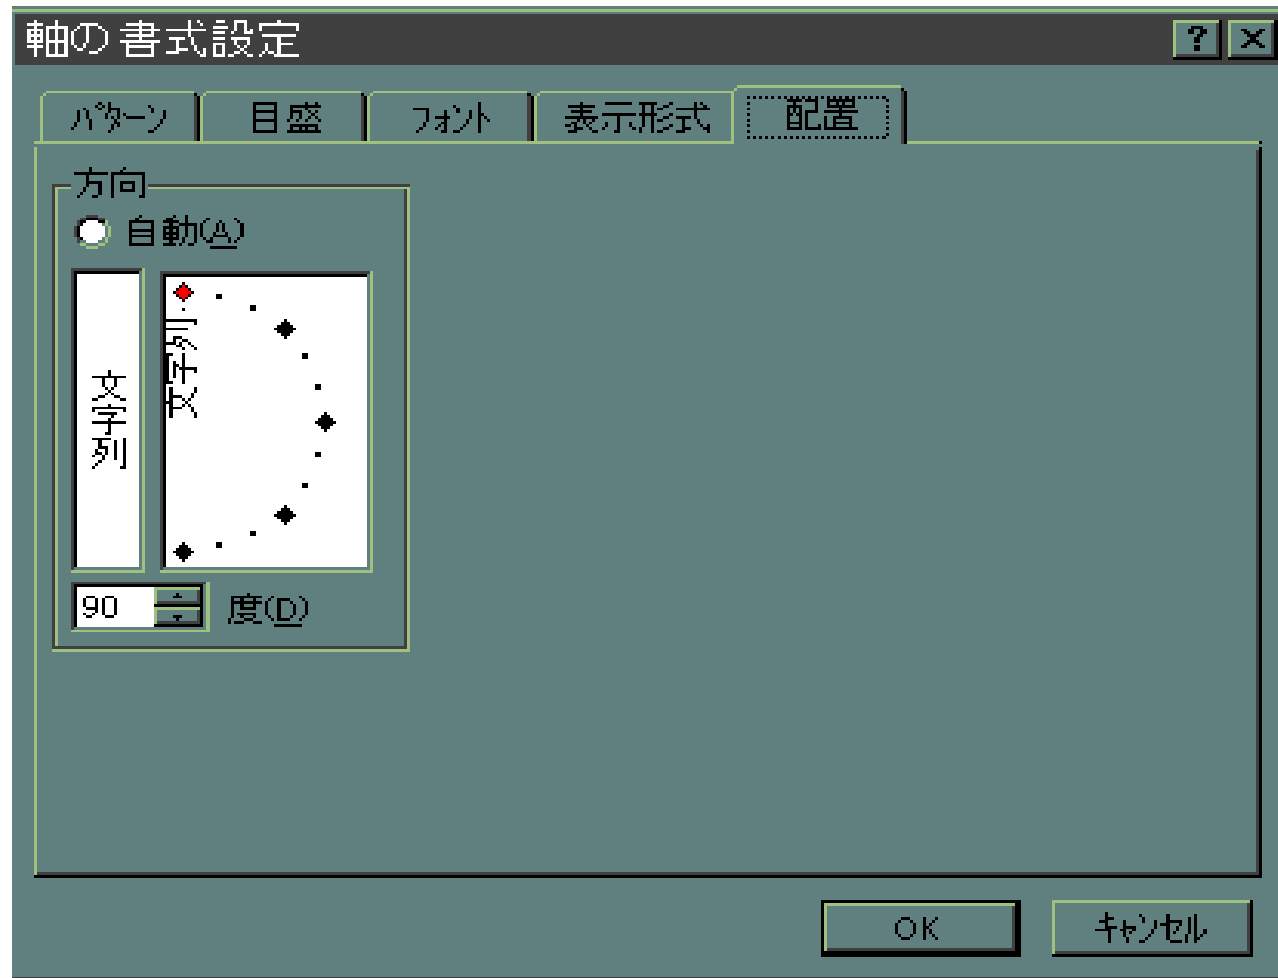 軸の書式設定
? ×
パターン 目盛 フォント 表示形式 配置
方向
自動(A)
文字列
文字列
90 度(D)
OK キャンセル